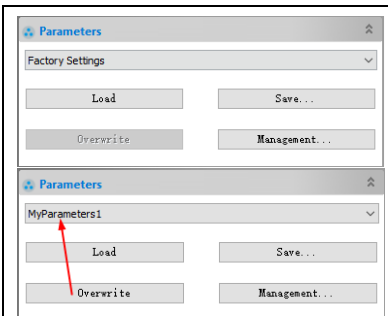 Parameters
Factory Settings
Load Save...
Overwrite Management...
Parameters
MyParameters1
Load Save...
Overwrite Management...